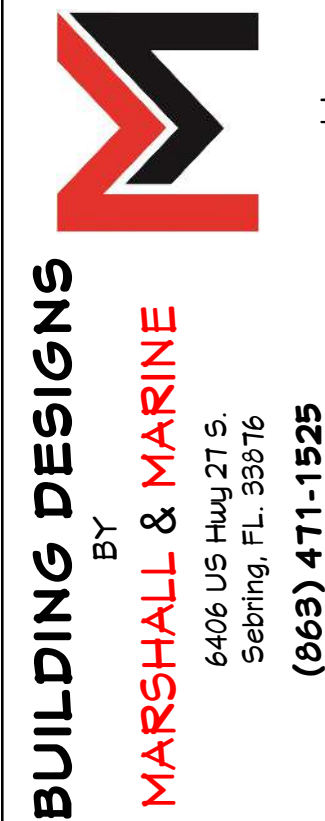 BUILDING DESIGNS
BY
MARSHALL & MARINE
6406 US Hwy 27 S.
Sebring, FL. 33876
(863) 471-1525